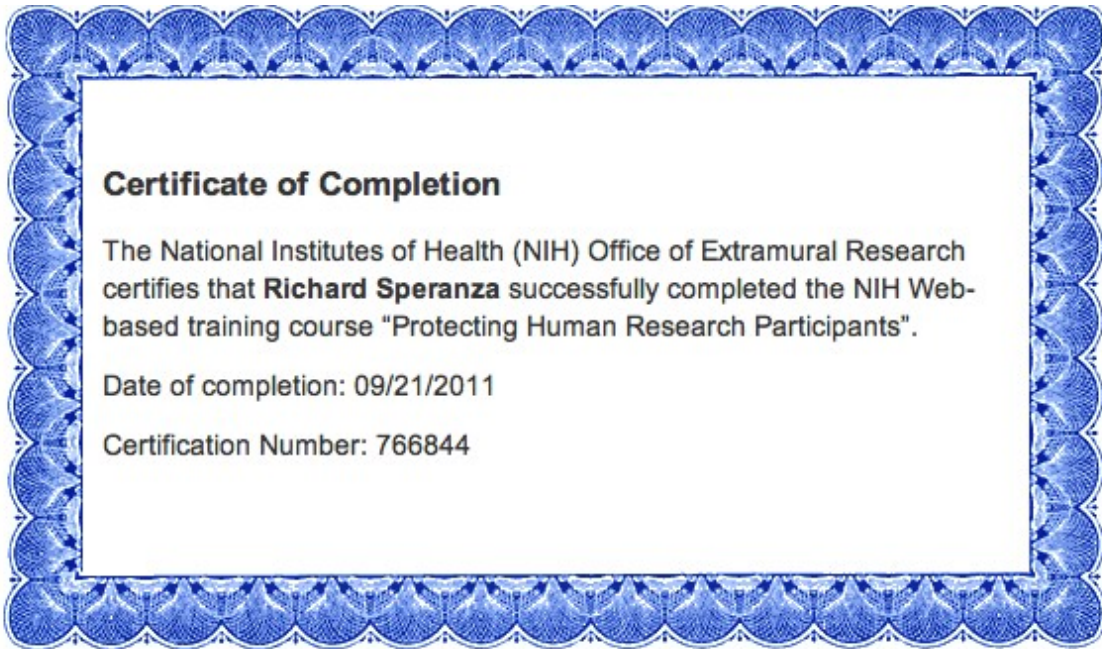 Certificate of Completion
The National Institutes of Health (NIH) Office of Extramural Research
certifies that Richard Speranza successfully completed the NIH Web-
based training course “Protecting Human Research Participants”.
Date of completion: 09/21/2011
Certification Number: 766844